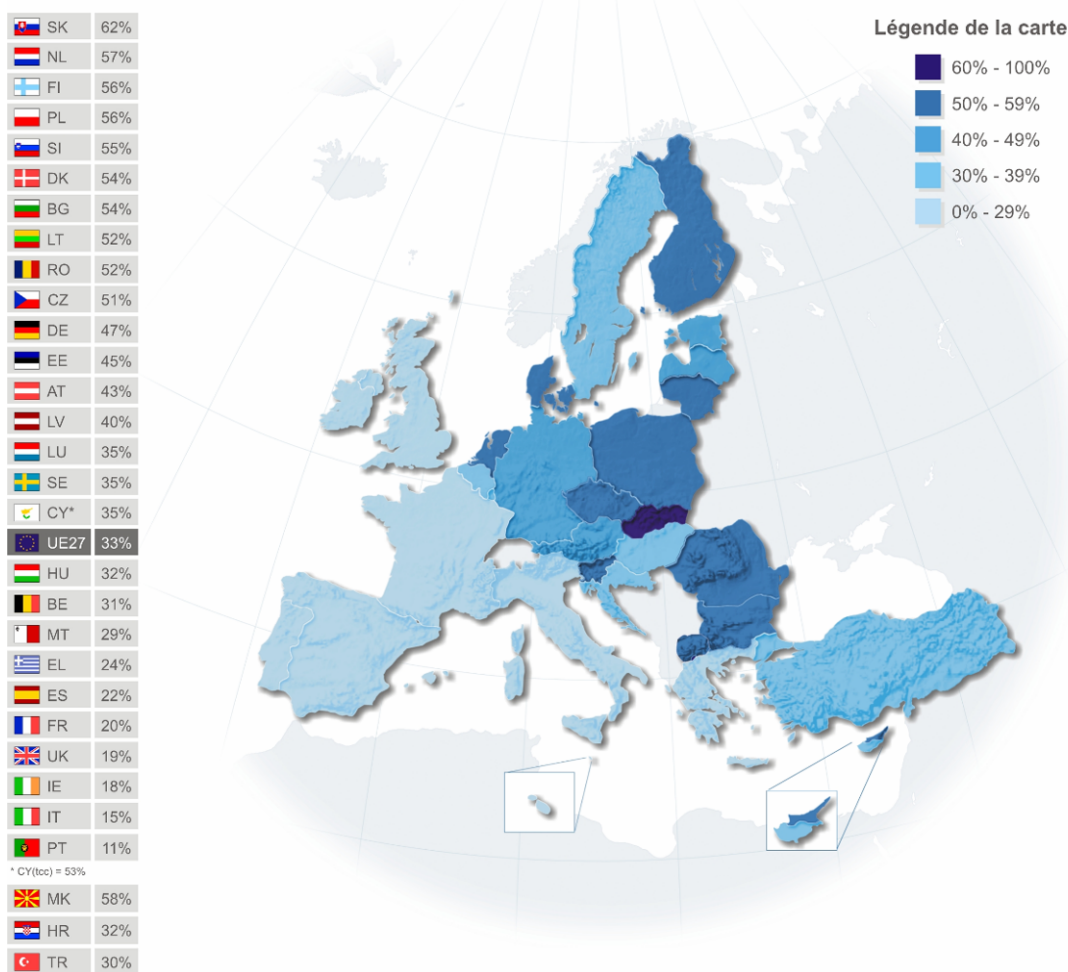 SK 62%
NL 57%
FI 56%
PL 56%
SI 55%
DK 54%
BG 54%
LT 52%
RO 52%
CZ 51%
DE 47%
EE 45%
AT 43%
LV 40%
LU 35%
SE 35%
CY* 35%
UE27 33%
HU 32%
BE 31%
MT 29%
EL 24%
ES 22%
FR 20%
UK 19%
IE 18%
IT 15%
PT 11%
* CY(tcc) = 53%
MK 58%
HR 32%
TR 30%
Légende de la carte
60% - 100%
50% - 59%
40% - 49%
30% - 39%
0% - 29%